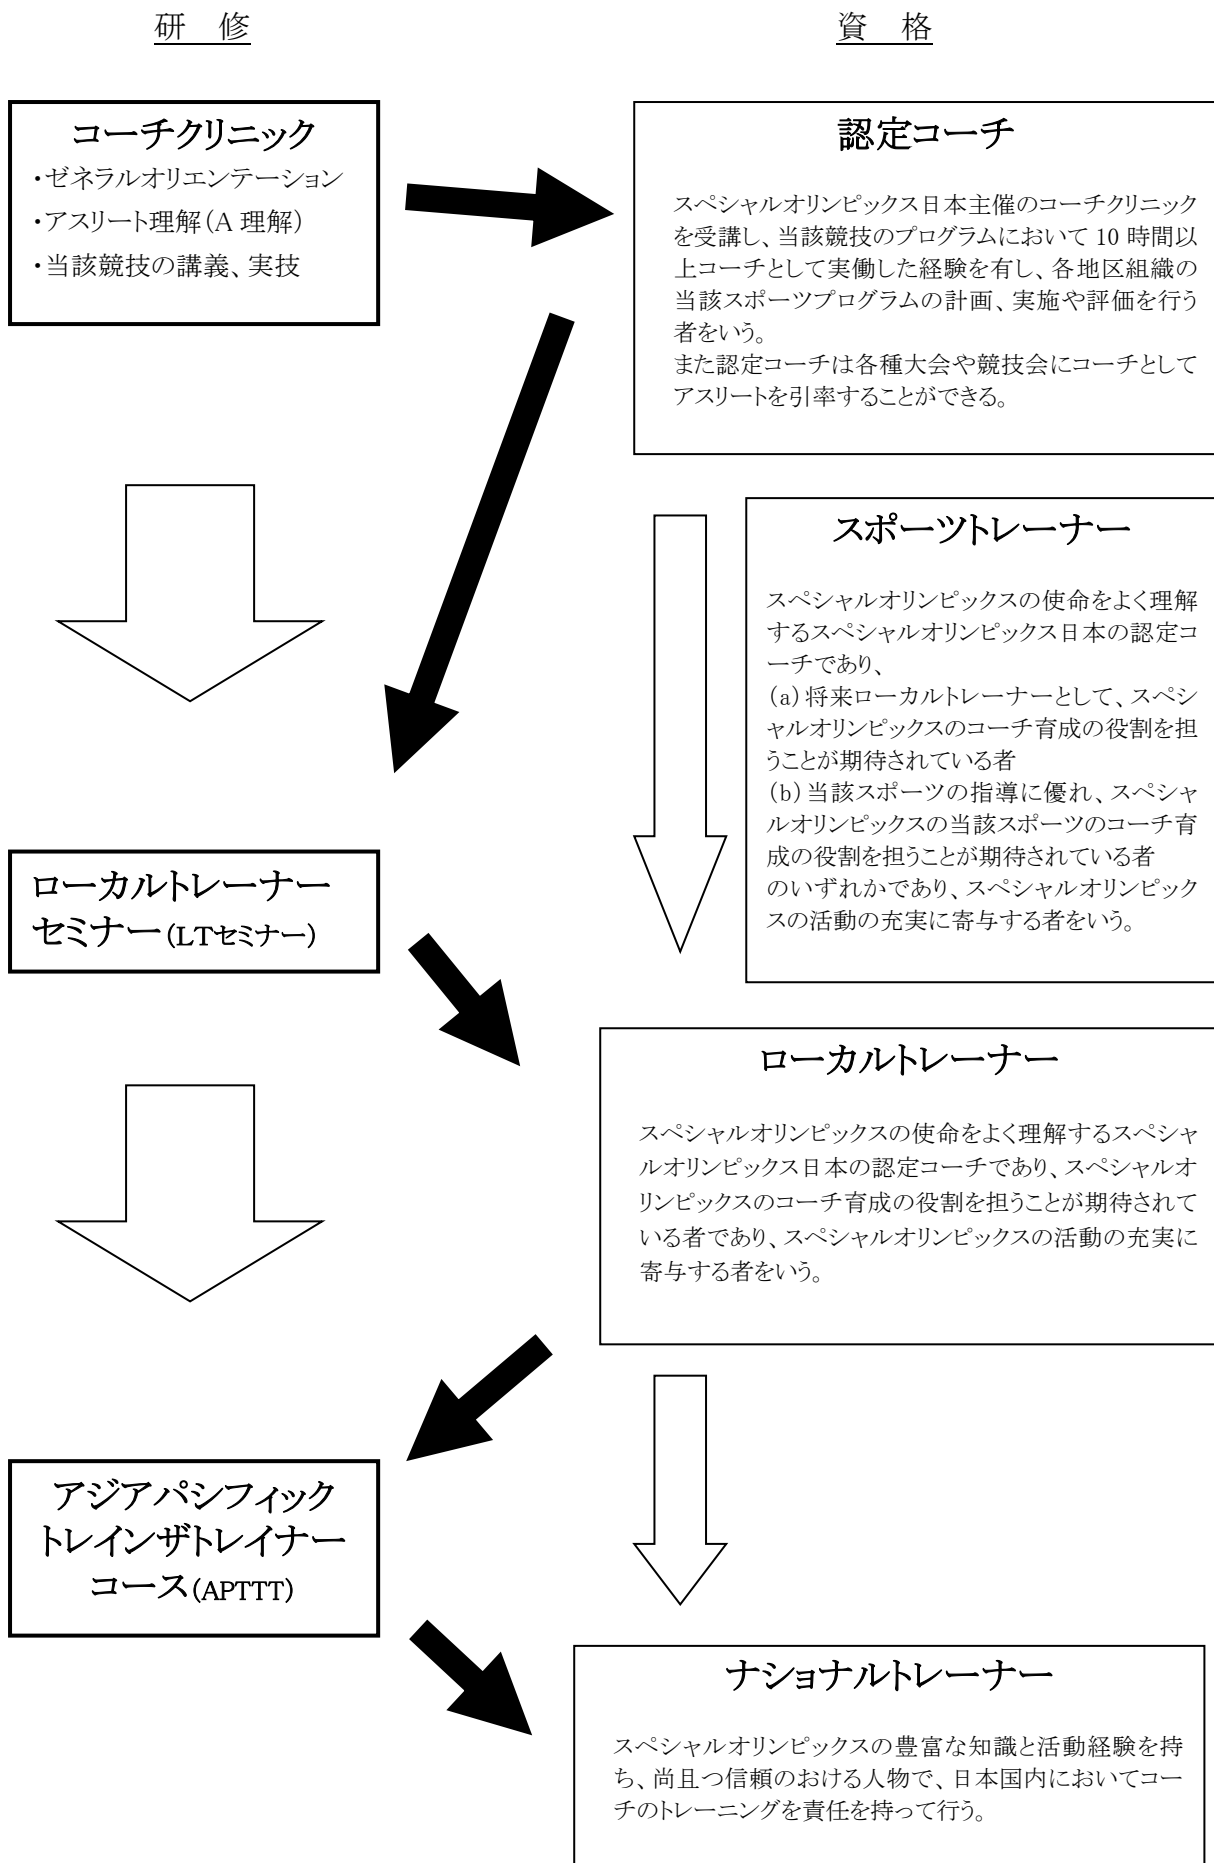 研　修
資　格
コーチクリニック
・ゼネラルオリエンテーション
・アスリート理解（A 理解）
・当該競技の講義、実技
認定コーチ
スペシャルオリンピックス日本主催のコーチクリニック
を受講し、当該競技のプログラムにおいて 10 時間以
上コーチとして実働した経験を有し、各地区組織の
当該スポーツプログラムの計画、実施や評価を行う
者をいう。
また認定コーチは各種大会や競技会にコーチとして
アスリートを引率することができる。
スポーツトレーナー
スペシャルオリンピックスの使命をよく理解
するスペシャルオリンピックス日本の認定コ
ーチであり、
（a）将来ローカルトレーナーとして、スペシ
ャルオリンピックスのコーチ育成の役割を担
うことが期待されている者
（b）当該スポーツの指導に優れ、スペシャ
ルオリンピックスの当該スポーツのコーチ育
成の役割を担うことが期待されている者
のいずれかであり、スペシャルオリンピック
スの活動の充実に寄与する者をいう。
ローカルトレーナー
セミナー（LTセミナー）
ローカルトレーナー
スペシャルオリンピックスの使命をよく理解するスペシャ
ルオリンピックス日本の認定コーチであり、スペシャルオ
リンピックスのコーチ育成の役割を担うことが期待されて
いる者であり、スペシャルオリンピックスの活動の充実に
寄与する者をいう。
アジアパシフィック
トレインザトレイナー
コース（APTTT）
ナショナルトレーナー
スペシャルオリンピックスの豊富な知識と活動経験を持
ち、尚且つ信頼のおける人物で、日本国内においてコー
チのトレーニングを責任を持って行う。